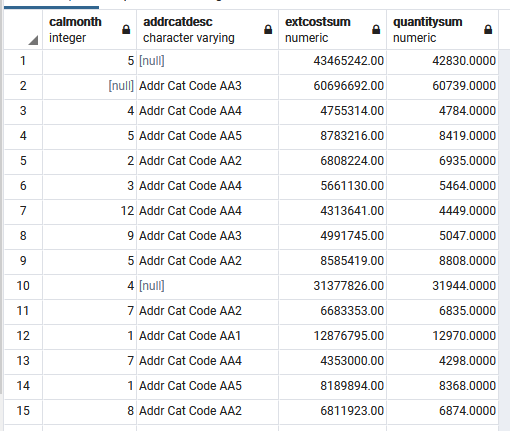 calmonth addrcatdesc extcostsum quantitysum
integer character varying numeric numeric
1 5 [null] 43465242.00 42830.0000
2 [null] Addr Cat Code AA3 60696692.00 60739.0000
3 4 Addr Cat Code AA4 4755314.00 4784.0000
4 5 Addr Cat Code AA5 8783216.00 8419.0000
5 2 Addr Cat Code AA2 6808224.00 6935.0000
6 3 Addr Cat Code AA4 5661130.00 5464.0000
7 12 Addr Cat Code AA4 4313641.00 4449.0000
8 9 Addr Cat Code AA3 4991745.00 5047.0000
9 5 Addr Cat Code AA2 8585419.00 8808.0000
10 4 [null] 31377826.00 31944.0000
11 7 Addr Cat Code AA2 6683353.00 6835.0000
12 1 Addr Cat Code AA1 12876795.00 12970.0000
13 7 Addr Cat Code AA4 4353000.00 4298.0000
14 1 Addr Cat Code AA5 8189894.00 8368.0000
15 8 Addr Cat Code AA2 6811923.00 6874.0000